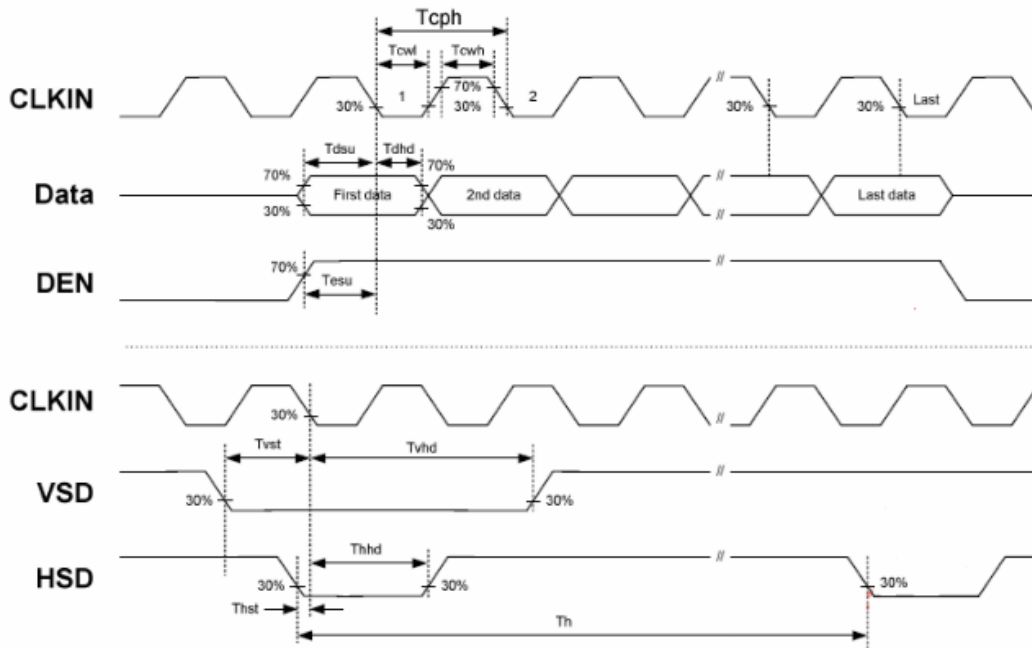 Tcph
Tcwl Tcwh
CLKIN 30% 1 70% 30% 2 // 30% 30% Last
//
Tdsu Tdhd
70% 70%
Data First data 2nd data // Last data
30% 30%
//
70% //
DEN Tesu //
CLKIN 30% //
//
Tvst Tvhd
//
VSD 30% 30%
Thhd //
HSD 30% 30% 30%
Thst
Th